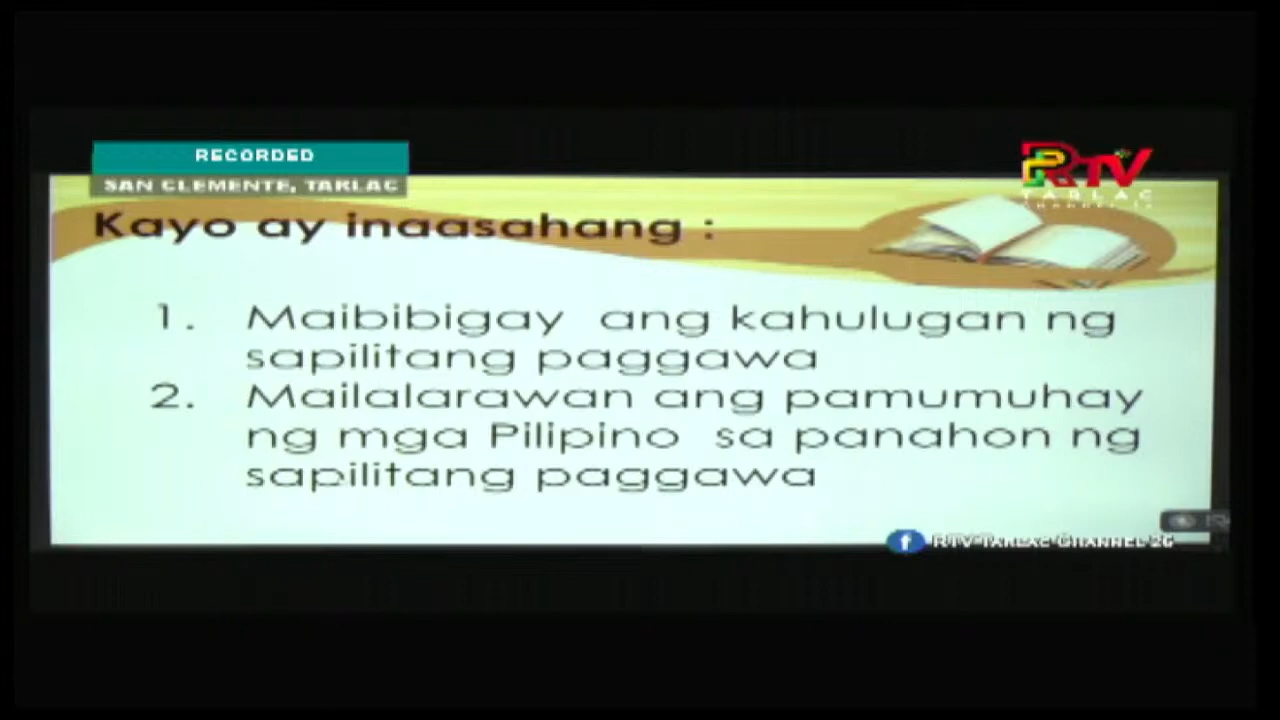 RECORDED
SAN CLEMENTE, TARLAC
RTV
TARLAC
Kayo ay inaasahang :
1. Maibibigay ang kahulugan ng
sapilitang paggawa
2. Mailalarawan ang pamumuhay
ng mga Pilipino sa panahon ng
sapilitang paggawa
RTV TARLAC CHANNEL 26